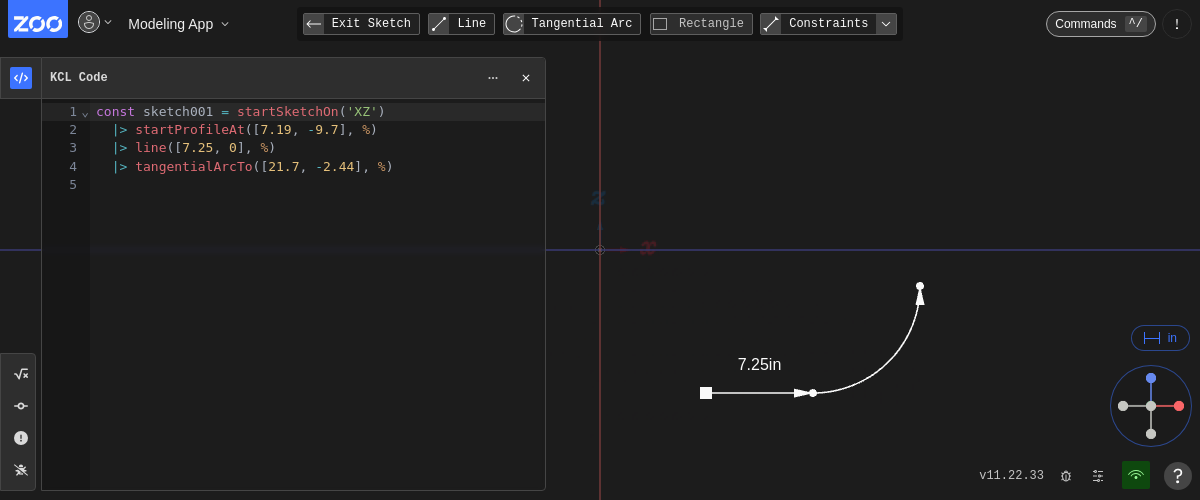 ZOO
Modeling App
Exit Sketch
Line
Tangential Arc
Rectangle
Constraints
Commands ^/
!
KCL Code
1 const sketch001 = startSketchOn('XZ')
2 |> startProfileAt([7.19, -9.7], %)
3 |> line([7.25, 0], %)
4 |> tangentialArcTo([21.7, -2.44], %)
5
z
x
7.25in
in
v11.22.33
?